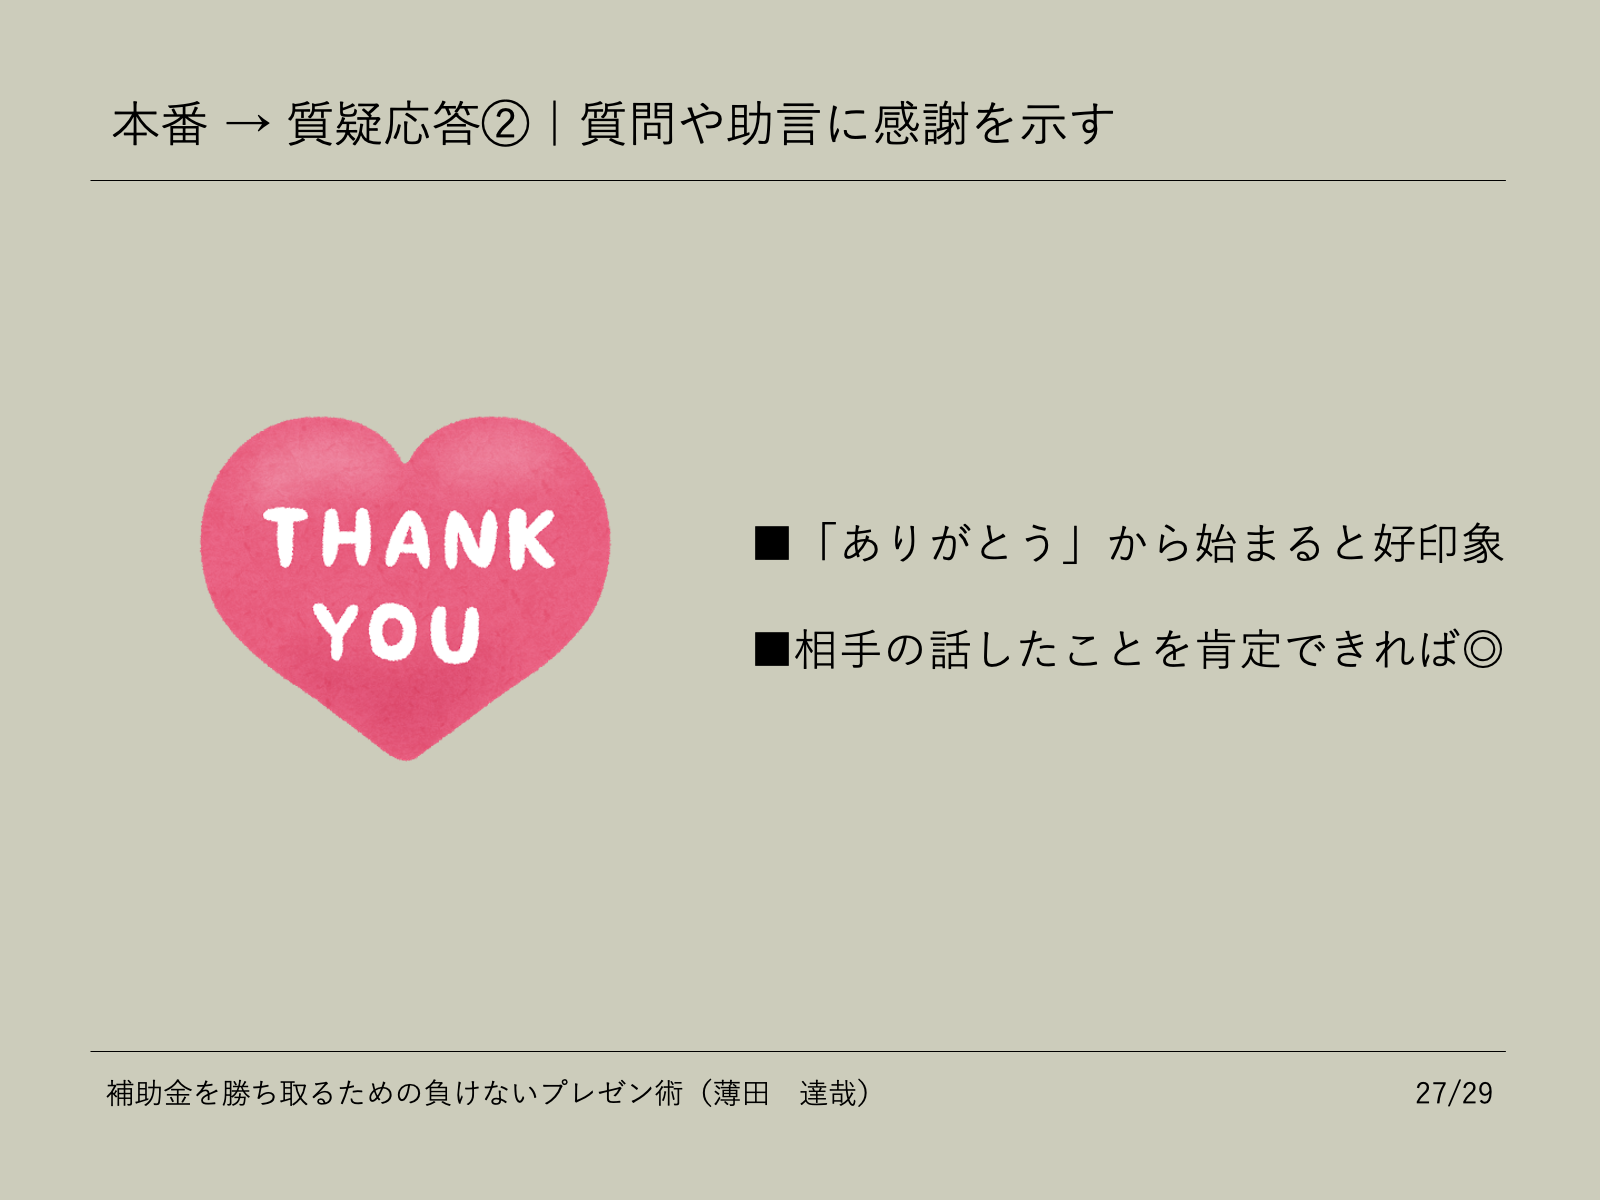 本番 → 質疑応答②｜質問や助言に感謝を示す
THANK
YOU
■「ありがとう」から始まると好印象
■相手の話したことを肯定できれば◎
補助金を勝ち取るための負けないプレゼン術（薄田　達哉）
27/29